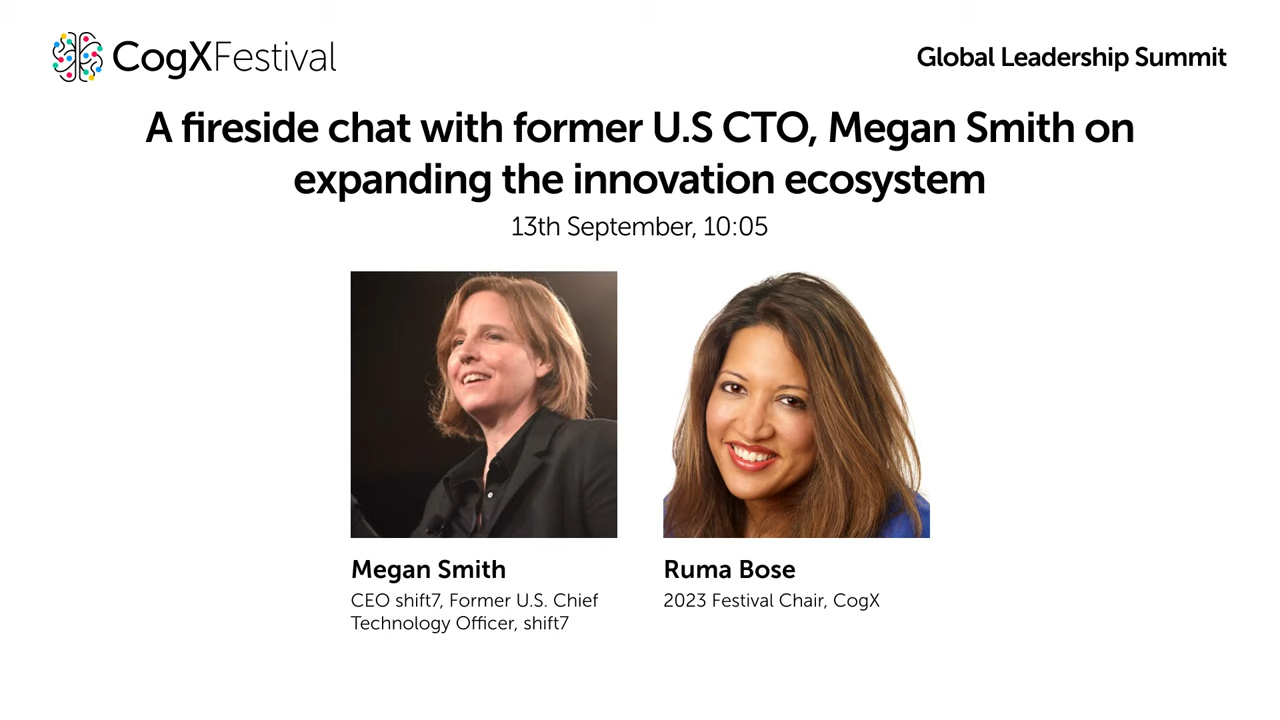 CogXFestival
Global Leadership Summit
A fireside chat with former U.S CTO, Megan Smith on
expanding the innovation ecosystem
13th September, 10:05
Megan Smith
CEO shift7, Former U.S. Chief
Technology Officer, shift7
Ruma Bose
2023 Festival Chair, CogX